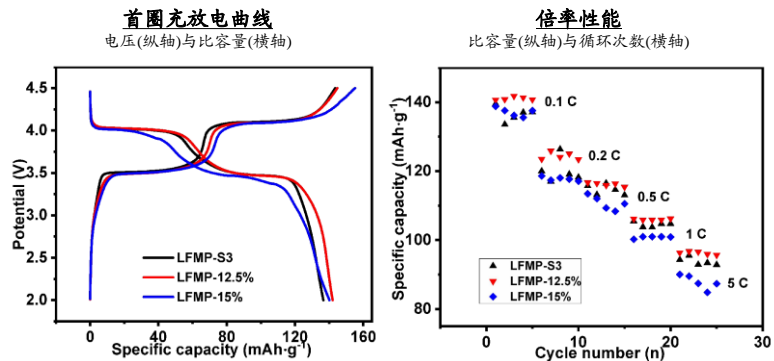 首圈充放电曲线
电压(纵轴)与比容量(横轴)
4.5
4.0
3.5
3.0
2.5
2.0
Potential (V)
LFMP-S3
LFMP-12.5%
LFMP-15%
0 40 80 120 160
Specific capacity (mAh·g⁻¹)
倍率性能
比容量(纵轴)与循环次数(横轴)
140
120
100
80
Specific capacity (mAh·g⁻¹)
0.1 C
0.2 C
0.5 C
1 C
5 C
LFMP-S3
LFMP-12.5%
LFMP-15%
0 10 20 30
Cycle number (n)